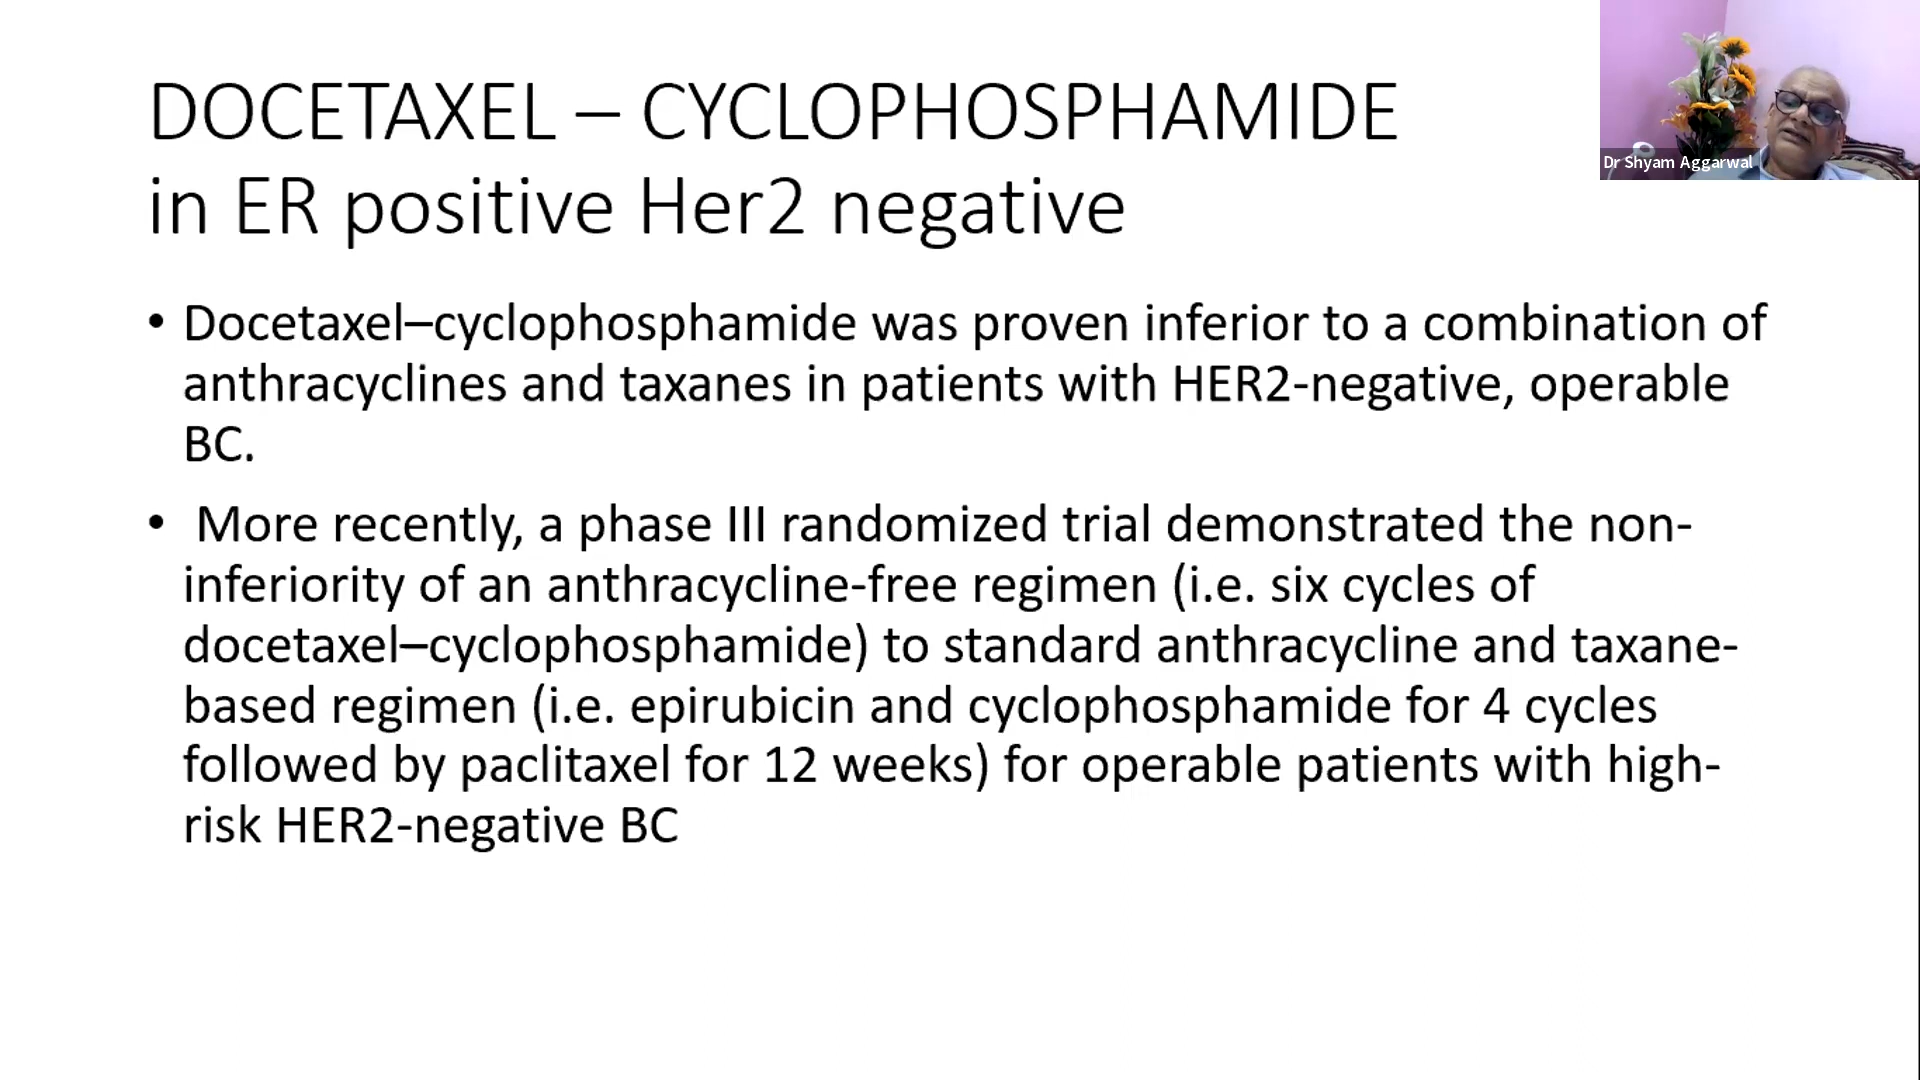 DOCETAXEL – CYCLOPHOSPHAMIDE
in ER positive Her2 negative
Dr Shyam Aggarwal
• Docetaxel–cyclophosphamide was proven inferior to a combination of
anthracyclines and taxanes in patients with HER2-negative, operable
BC.
• More recently, a phase III randomized trial demonstrated the non-
inferiority of an anthracycline-free regimen (i.e. six cycles of
docetaxel–cyclophosphamide) to standard anthracycline and taxane-
based regimen (i.e. epirubicin and cyclophosphamide for 4 cycles
followed by paclitaxel for 12 weeks) for operable patients with high-
risk HER2-negative BC